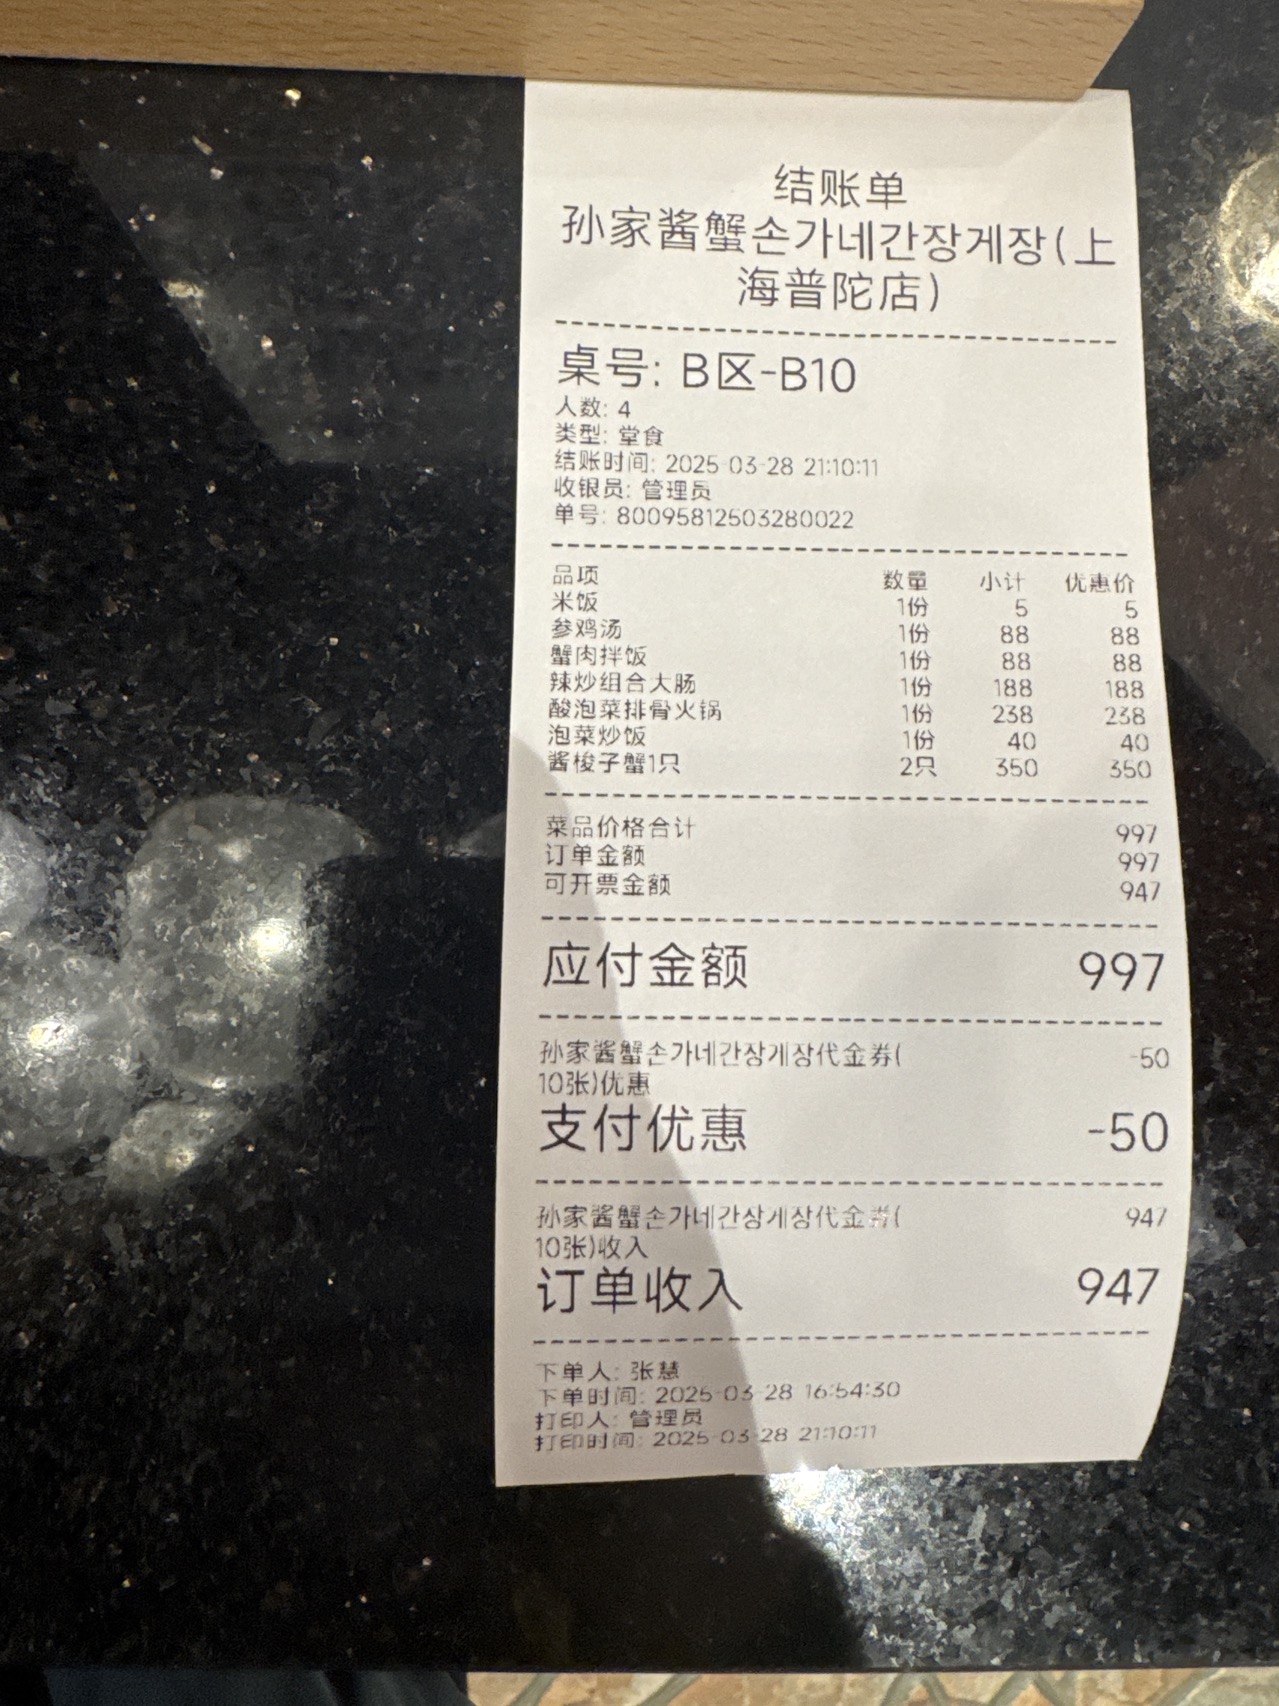 结账单
孙家酱蟹손가네간장게장(上
海普陀店)
桌号: B区-B10
人数: 4
类型: 堂食
结账时间: 2025-03-28 21:10:11
收银员: 管理员
单号: 80095812503280022
品项 数量 小计 优惠价
米饭 1份 5 5
参鸡汤 1份 88 88
蟹肉拌饭 1份 88 88
辣炒组合大肠 1份 188 188
酸泡菜排骨火锅 1份 238 238
泡菜炒饭 1份 40 40
酱梭子蟹1只 2只 350 350
菜品价格合计 997
订单金额 997
可开票金额 947
应付金额 997
孙家酱蟹손가네간장게장代金券( -50
10张)优惠
支付优惠 -50
孙家酱蟹손가네간장게장代金券( 947
10张)收入
订单收入 947
下单人: 张慧
下单时间: 2025-03-28 16:54:30
打印人: 管理员
打印时间: 2025-03-28 21:10:11